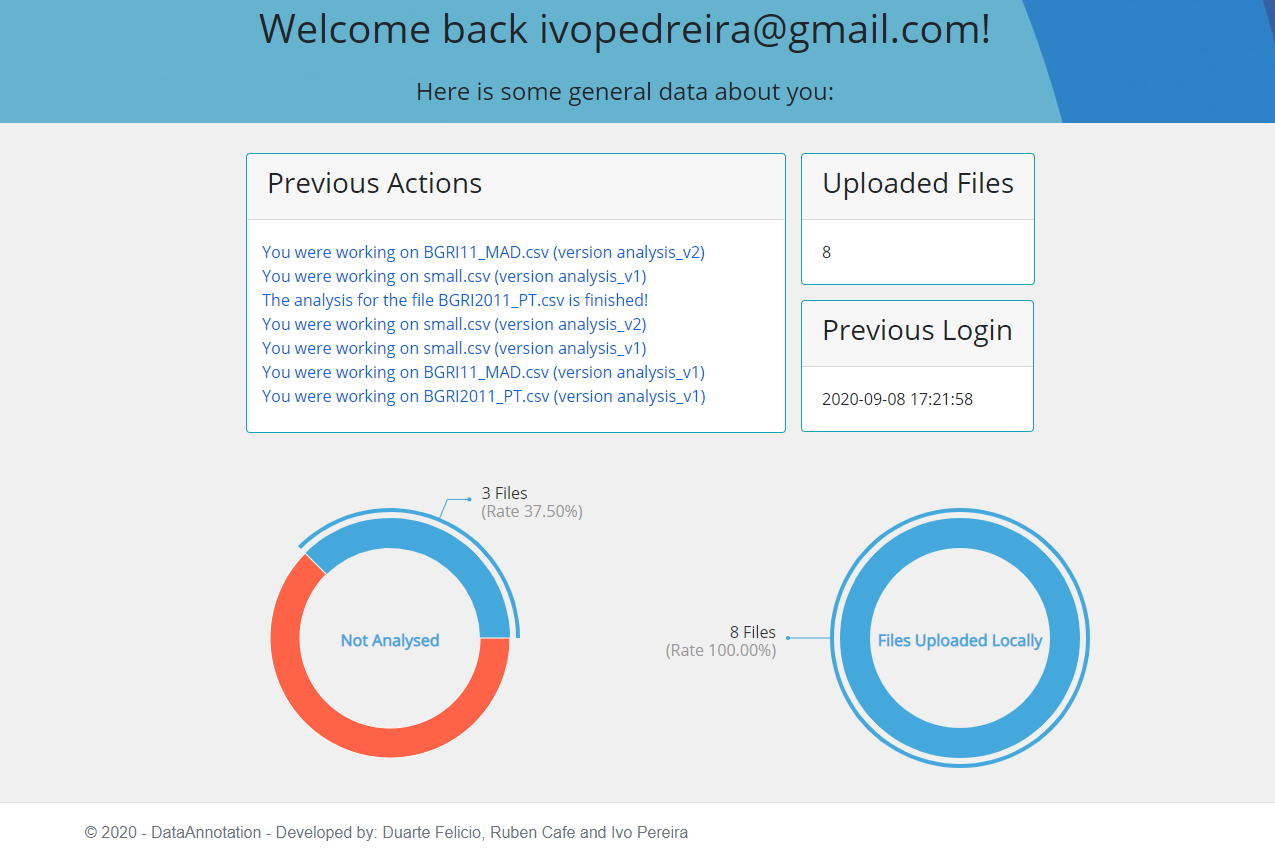 Welcome back ivopedreira@gmail.com!
Here is some general data about you:
Previous Actions
You were working on BGRI11_MAD.csv (version analysis_v2)
You were working on small.csv (version analysis_v1)
The analysis for the file BGRI2011_PT.csv is finished!
You were working on small.csv (version analysis_v2)
You were working on small.csv (version analysis_v1)
You were working on BGRI11_MAD.csv (version analysis_v1)
You were working on BGRI2011_PT.csv (version analysis_v1)
Uploaded Files
8
Previous Login
2020-09-08 17:21:58
3 Files
(Rate 37.50%)
Not Analysed
8 Files
(Rate 100.00%)
Files Uploaded Locally
© 2020 - DataAnnotation - Developed by: Duarte Felicio, Ruben Cafe and Ivo Pereira